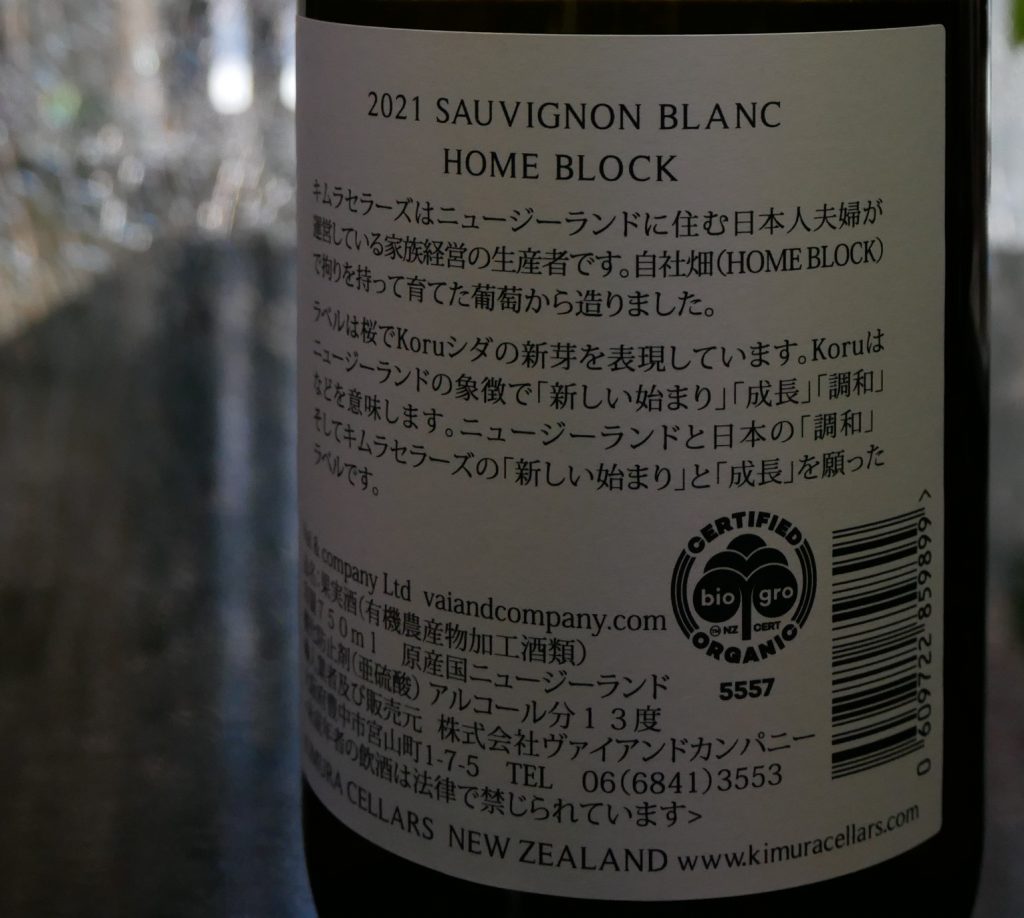 2021 SAUVIGNON BLANC
HOME BLOCK
キムラセラーズはニュージーランドに住む日本人夫婦が
運営している家族経営の生産者です。自社畑(HOME BLOCK)
で拘りを持って育てた葡萄から造りました。
ラベルは桜でKoruシダの新芽を表現しています。Koruは
ニュージーランドの象徴で「新しい始まり」「成長」「調和」
などを意味します。ニュージーランドと日本の「調和」
そしてキムラセラーズの「新しい始まり」と「成長」を願った
ラベルです。
& company Ltd vaiandcompany.com
果実酒(有機農産物加工酒類)
750ml 原産国ニュージーランド
防止剤(亜硫酸) アルコール分13度
業者及び販売元 株式会社ヴァイアンドカンパニー
豊中市宮山町1-7-5 TEL 06(6841)3553
年者の飲酒は法律で禁じられています>
MURA CELLARS NEW ZEALAND www.kimuracellars.com
CERTIFIED
bio gro
NZ CERT
ORGANIC
5557
0 609722 859899 >